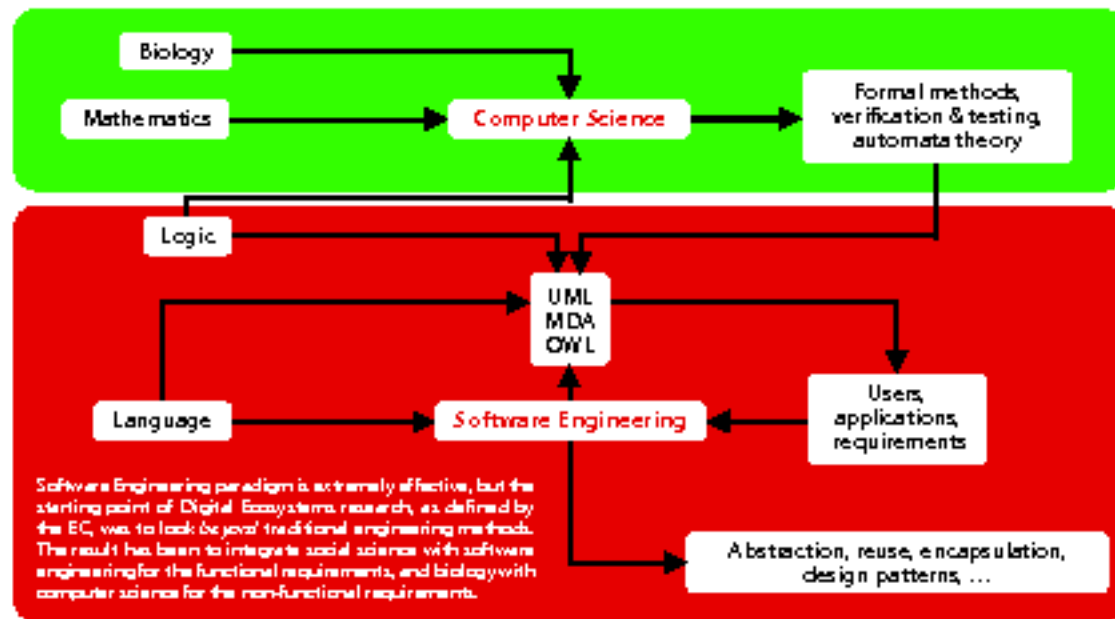 Biology
Mathematics
Computer Science
Formal methods,
verification & testing,
automata theory
Logic
UML
MDA
OWL
Language
Software Engineering
Users,
applications,
requirements
Software Engineering paradigm is extremely effective, but the
starting point of Digital Ecosystems research, as defined by
the EC, was to look beyond traditional engineering methods.
The result has been to integrate social science with software
engineering for the functional requirements, and biology with
computer science for the non-functional requirements.
Abstraction, reuse, encapsulation,
design patterns, …